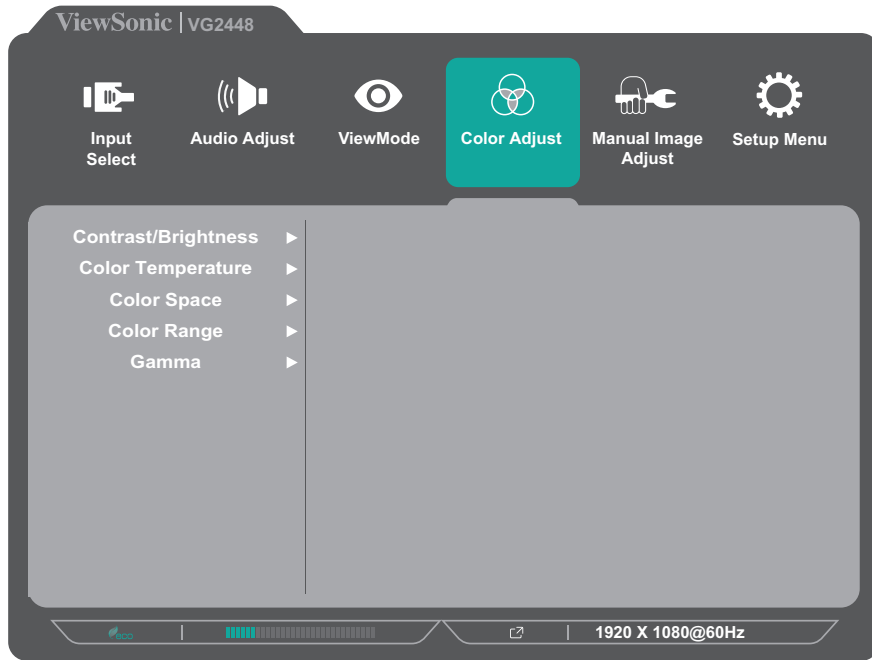 ViewSonic | VG2448
Input
Select
Audio Adjust
ViewMode
Color Adjust
Manual Image
Adjust
Setup Menu
Contrast/Brightness
Color Temperature
Color Space
Color Range
Gamma
eco
1920 X 1080@60Hz